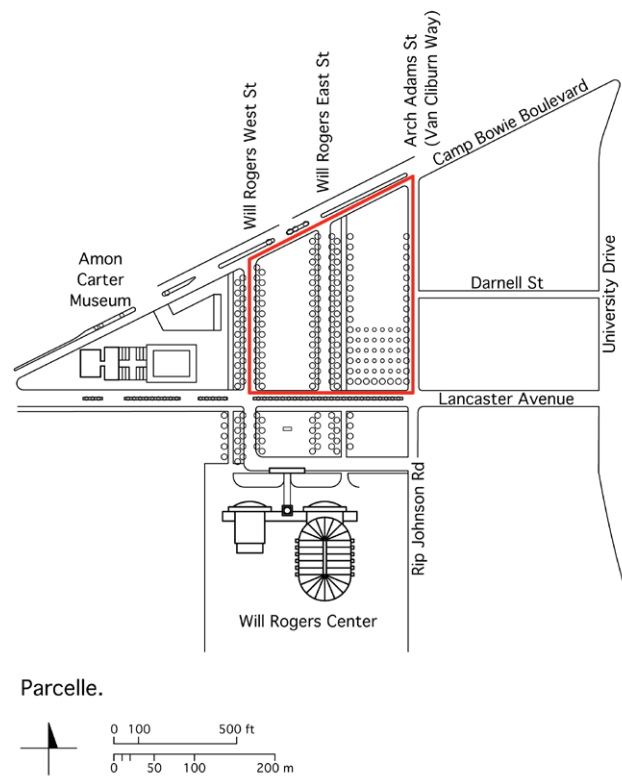 Will Rogers West St
Will Rogers East St
Arch Adams St
(Van Cliburn Way)
Camp Bowie Boulevard
Amon
Carter
Museum
Darnell St
University Drive
Lancaster Avenue
Rip Johnson Rd
Will Rogers Center
Parcelle.
0 100 500 ft
0 50 100 200 m